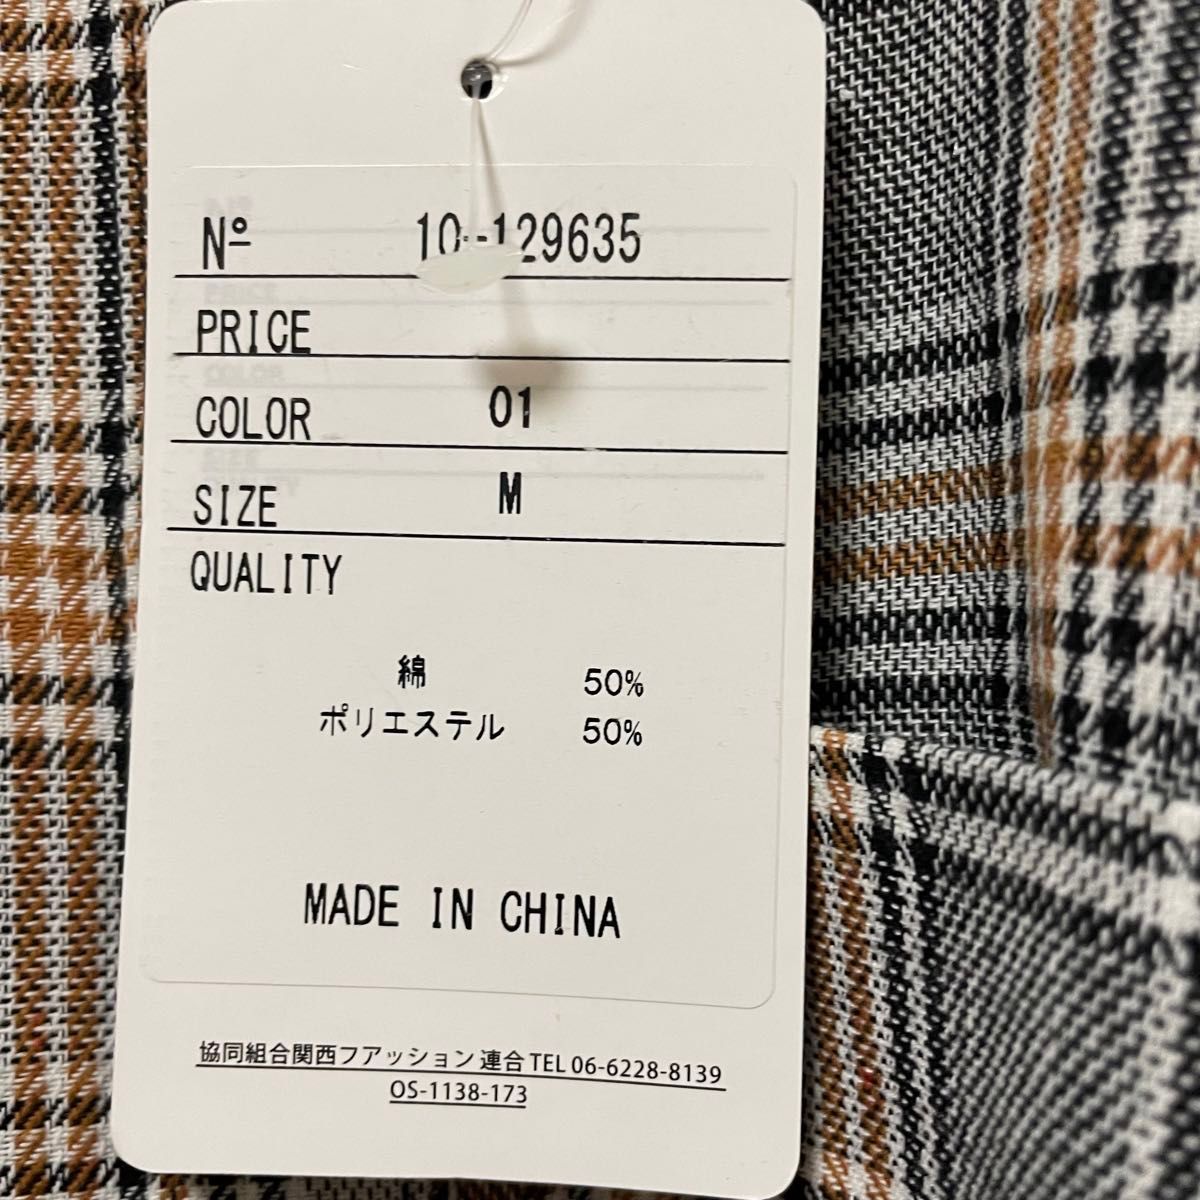 Nº 10-129635
PRICE
COLOR 01
SIZE M
QUALITY
綿 50%
ポリエステル 50%
MADE IN CHINA
協同組合関西フアッション連合 TEL 06-6228-8139
OS-1138-173